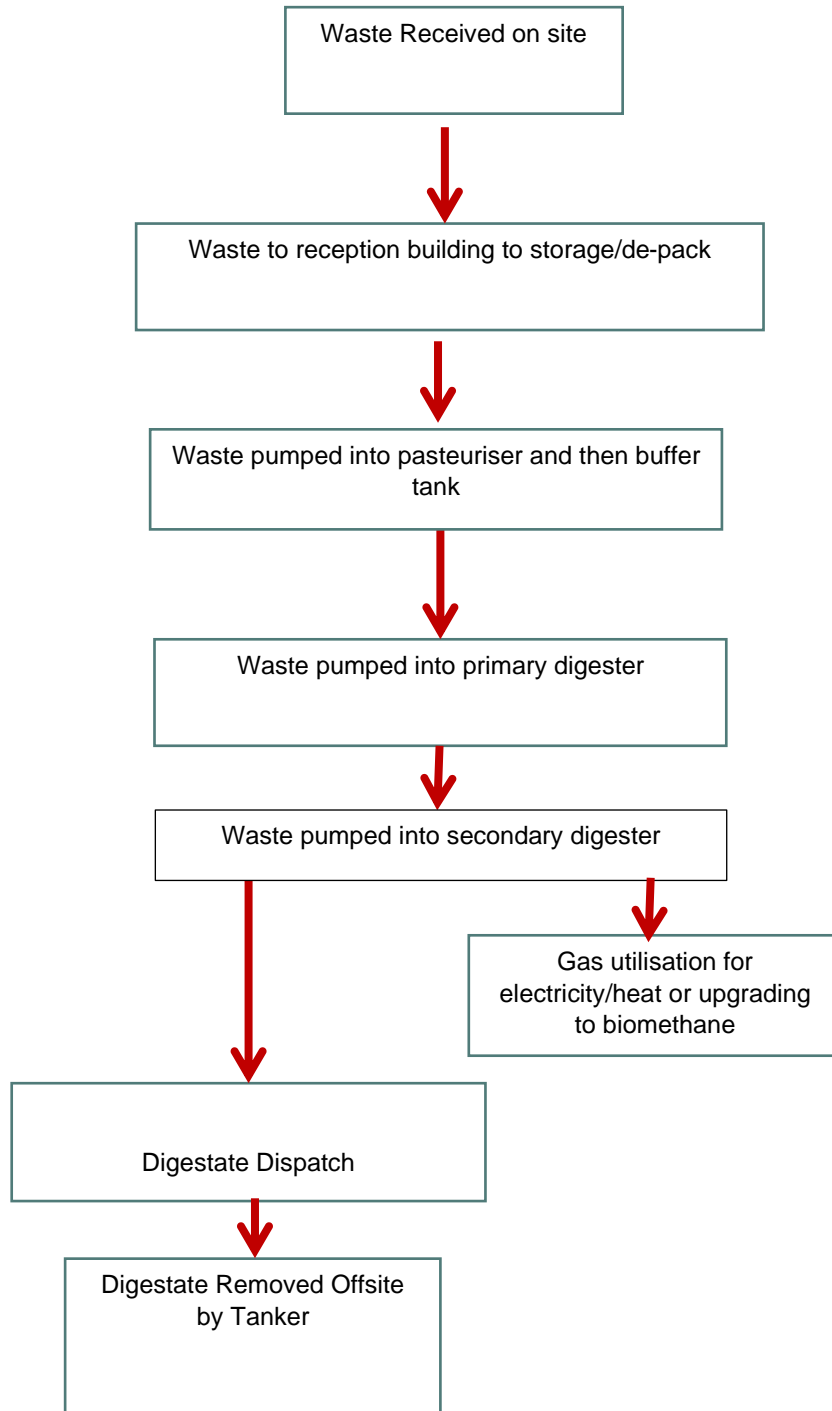 Waste Received on site
Waste to reception building to storage/de-pack
Waste pumped into pasteuriser and then buffer
tank
Waste pumped into primary digester
Waste pumped into secondary digester
Gas utilisation for
electricity/heat or upgrading
to biomethane
Digestate Dispatch
Digestate Removed Offsite
by Tanker